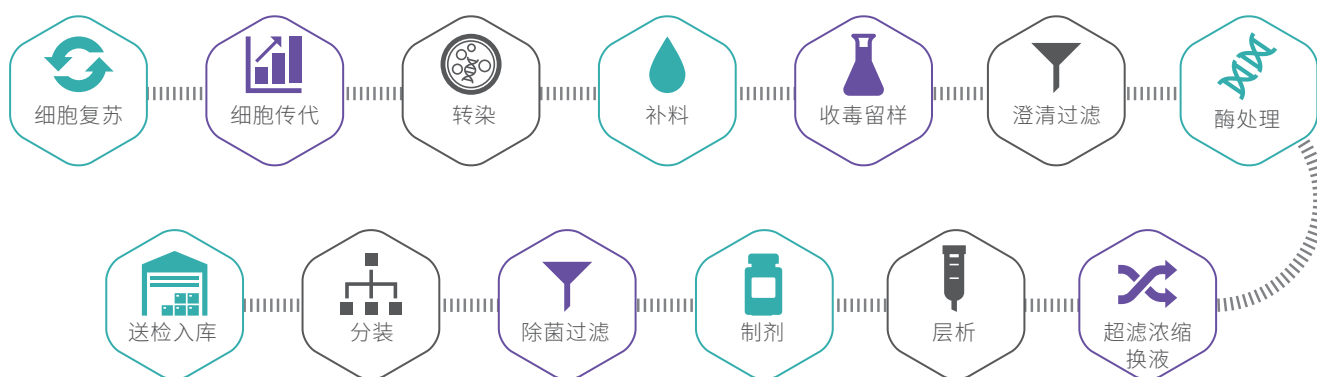 细胞复苏
细胞传代
转染
补料
收毒留样
澄清过滤
酶处理
送检入库
分装
除菌过滤
制剂
层析
超滤浓缩
换液